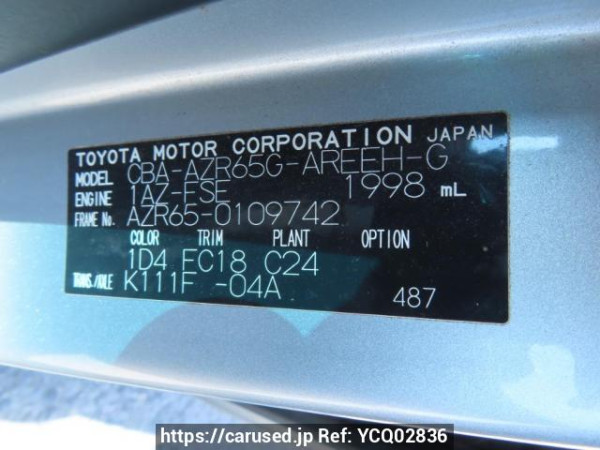 TOYOTA MOTOR CORPORATION JAPAN
MODEL CBA-AZR65G-AREEH-G
ENGINE 1AZ-FSE 1998 mL
FRAME No. AZR65-0109742
COLOR TRIM PLANT OPTION
1D4 FC18 C24
TRANS./AXLE K111F -04A
487
https://carused.jp Ref: YCQ02836